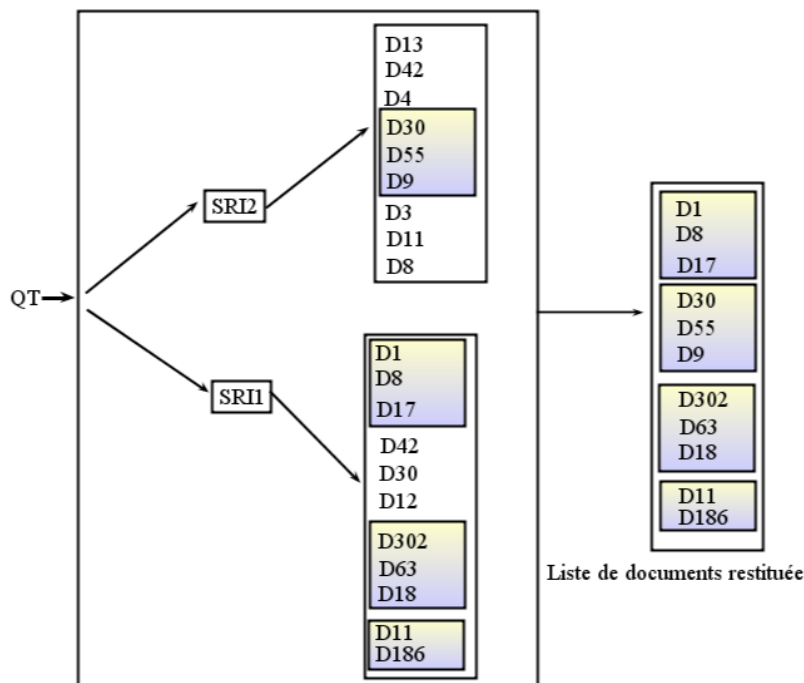 D13
D42
D4
D30
D55
D9
D3
D11
D8
SRI2
QT
SRI1
D1
D8
D17
D42
D30
D12
D302
D63
D18
D11
D186
D1
D8
D17
D30
D55
D9
D302
D63
D18
D11
D186
Liste de documents restituée